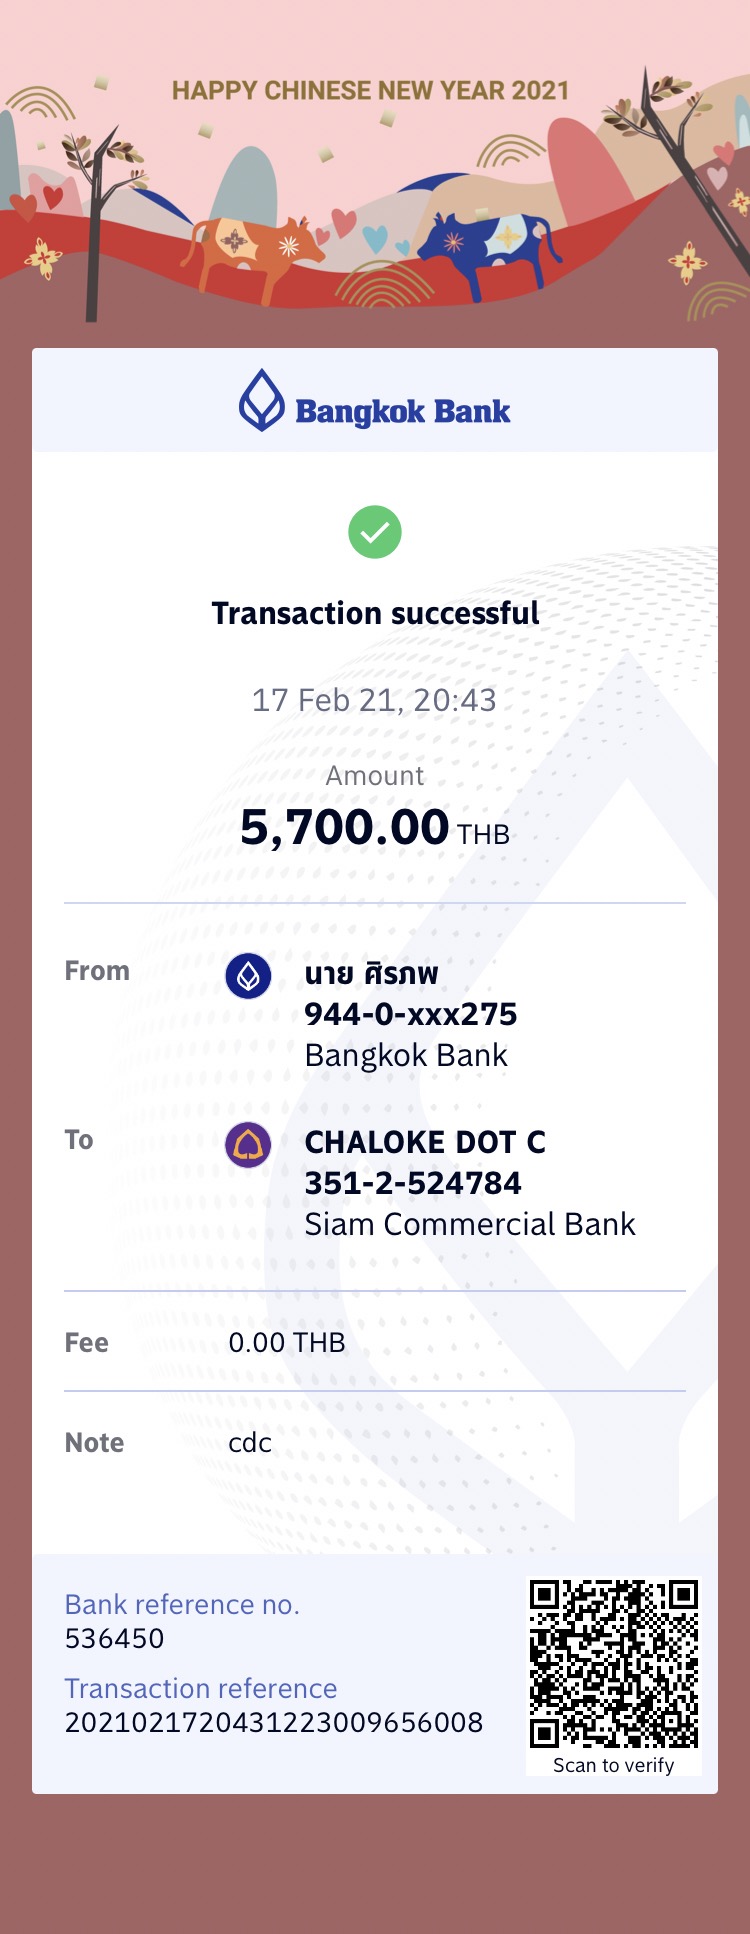 HAPPY CHINESE NEW YEAR 2021
Bangkok Bank
Transaction successful
17 Feb 21, 20:43
Amount
5,700.00 THB
From
นาย ศิรภพ
944-0-xxx275
Bangkok Bank
To
CHALOKE DOT C
351-2-524784
Siam Commercial Bank
Fee 0.00 THB
Note cdc
Bank reference no.
536450
Transaction reference
2021021720431223009656008
Scan to verify